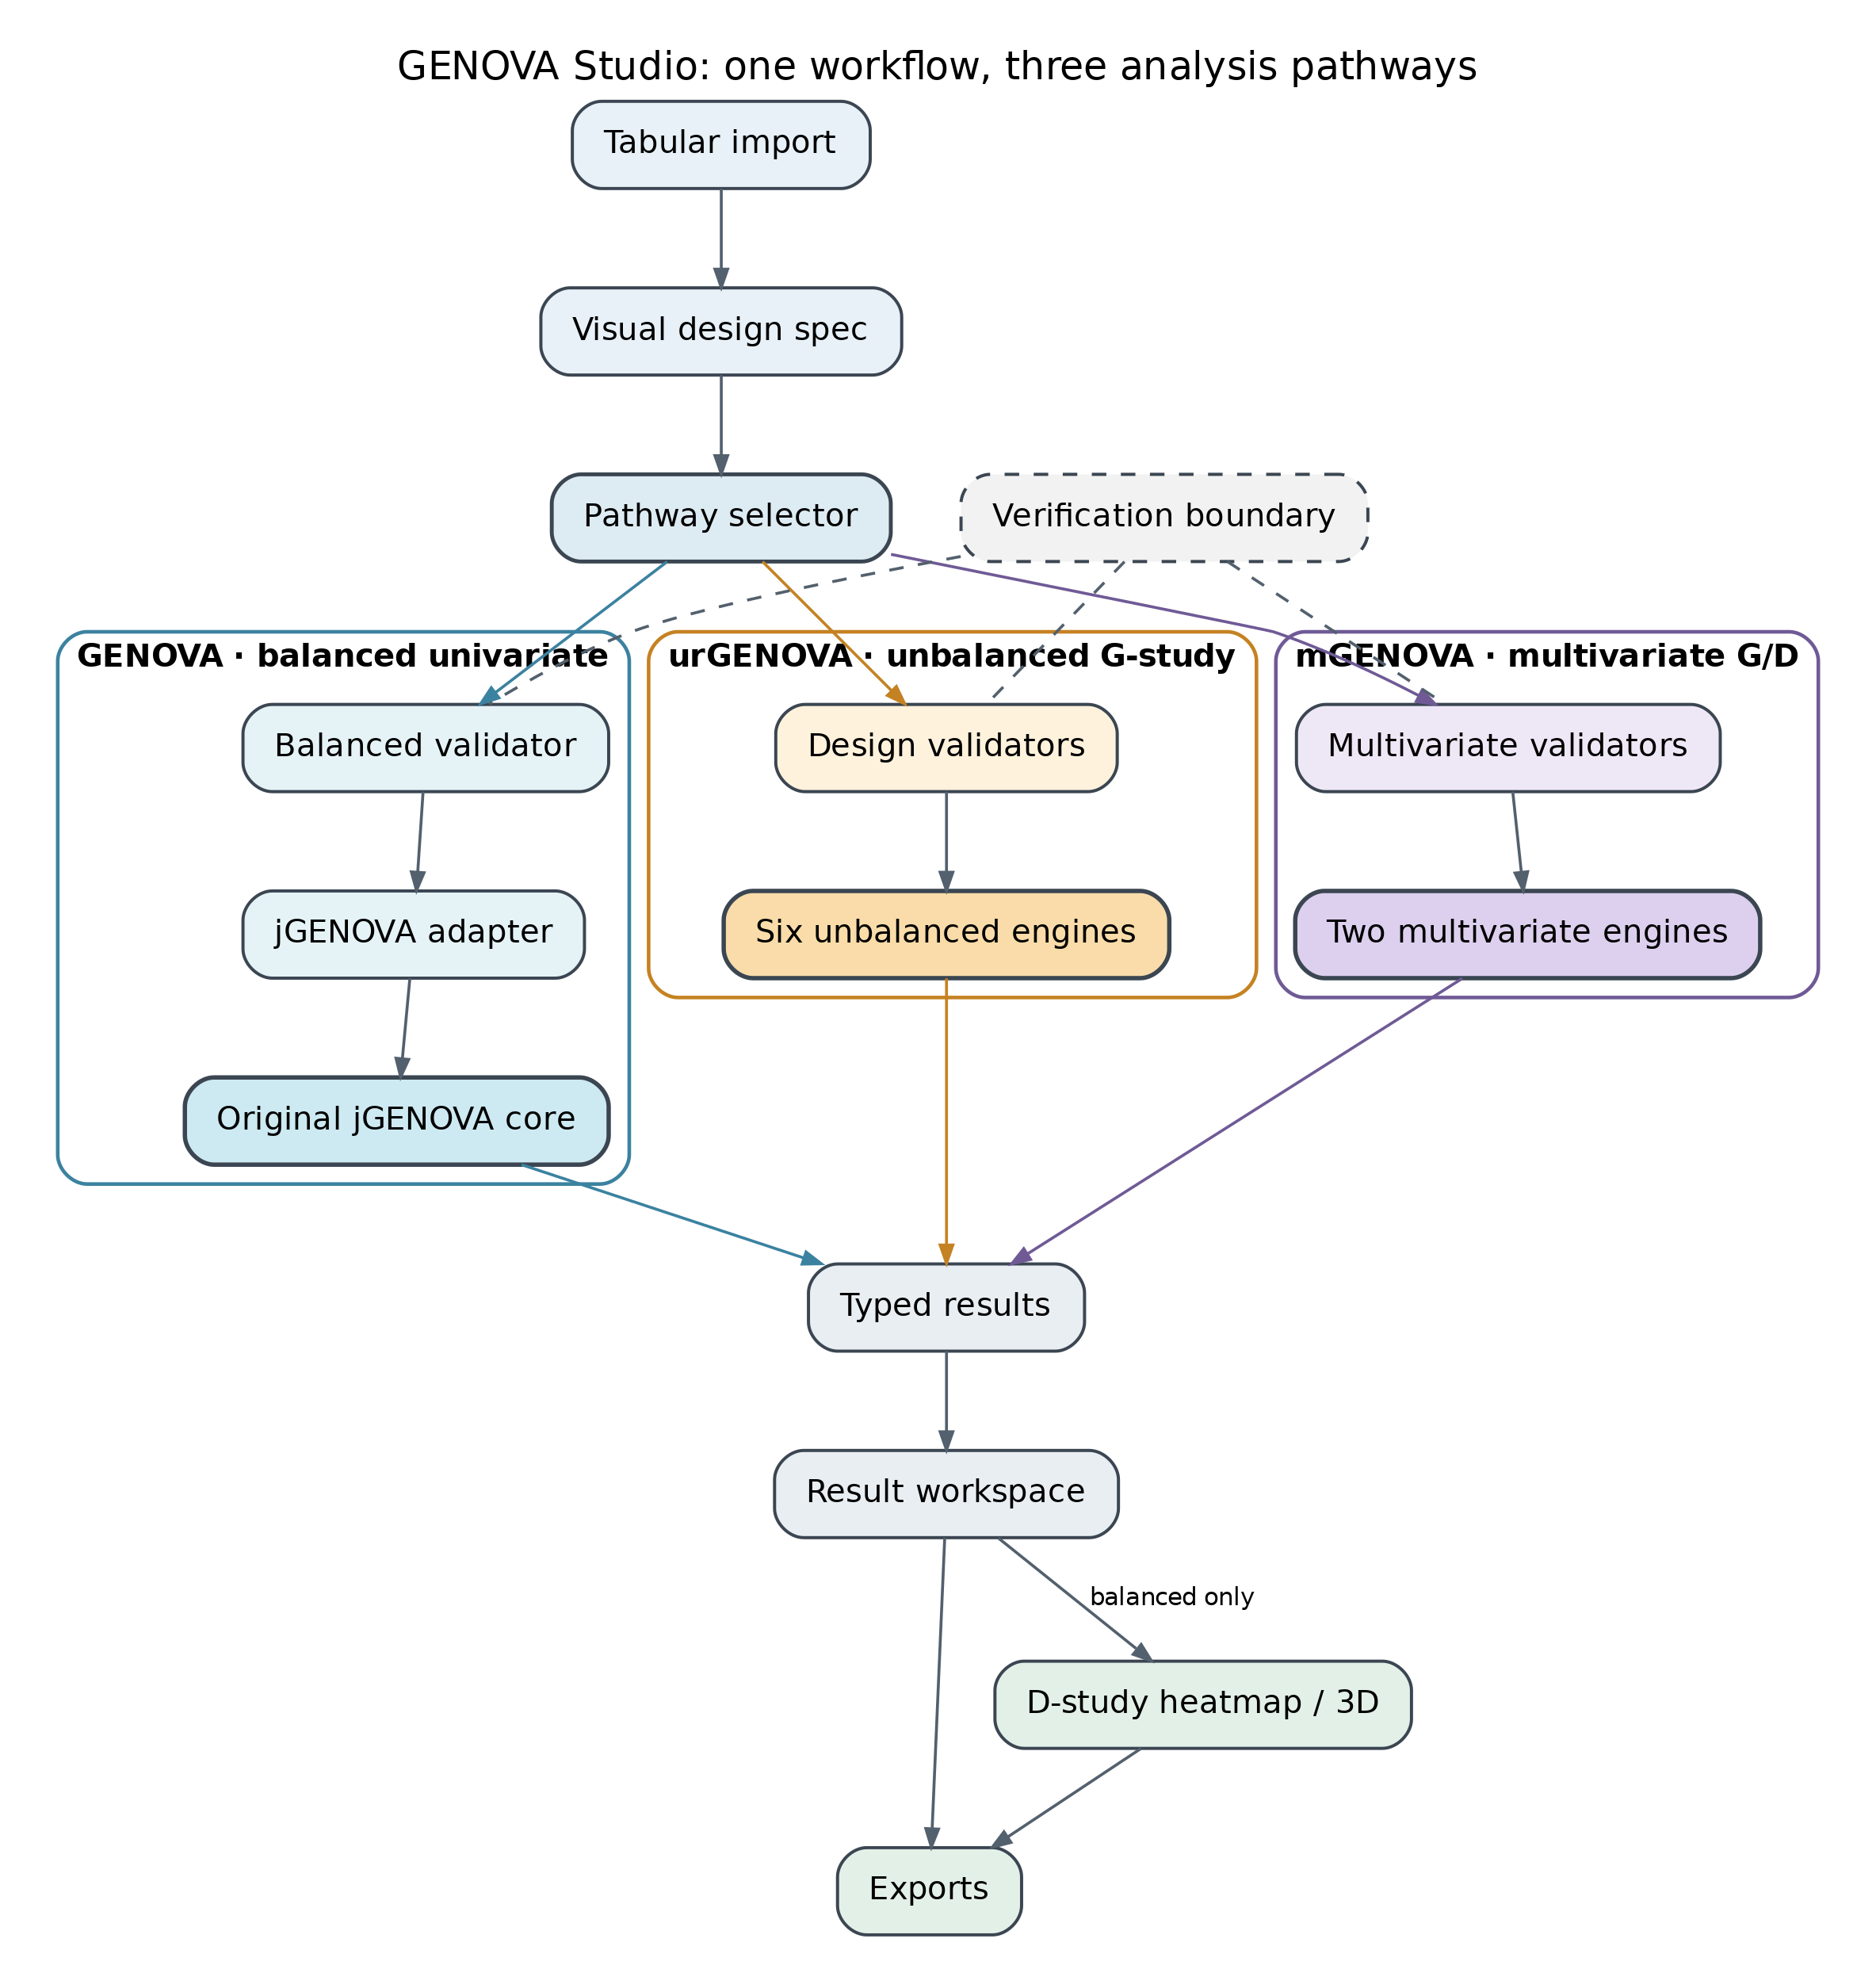 GENOVA Studio: one workflow, three analysis pathways
Tabular import
Visual design spec
Pathway selector
Verification boundary
GENOVA · balanced univariate
urGENOVA · unbalanced G-study
mGENOVA · multivariate G/D
Balanced validator
Design validators
Multivariate validators
jGENOVA adapter
Six unbalanced engines
Two multivariate engines
Original jGENOVA core
Typed results
Result workspace
balanced only
D-study heatmap / 3D
Exports